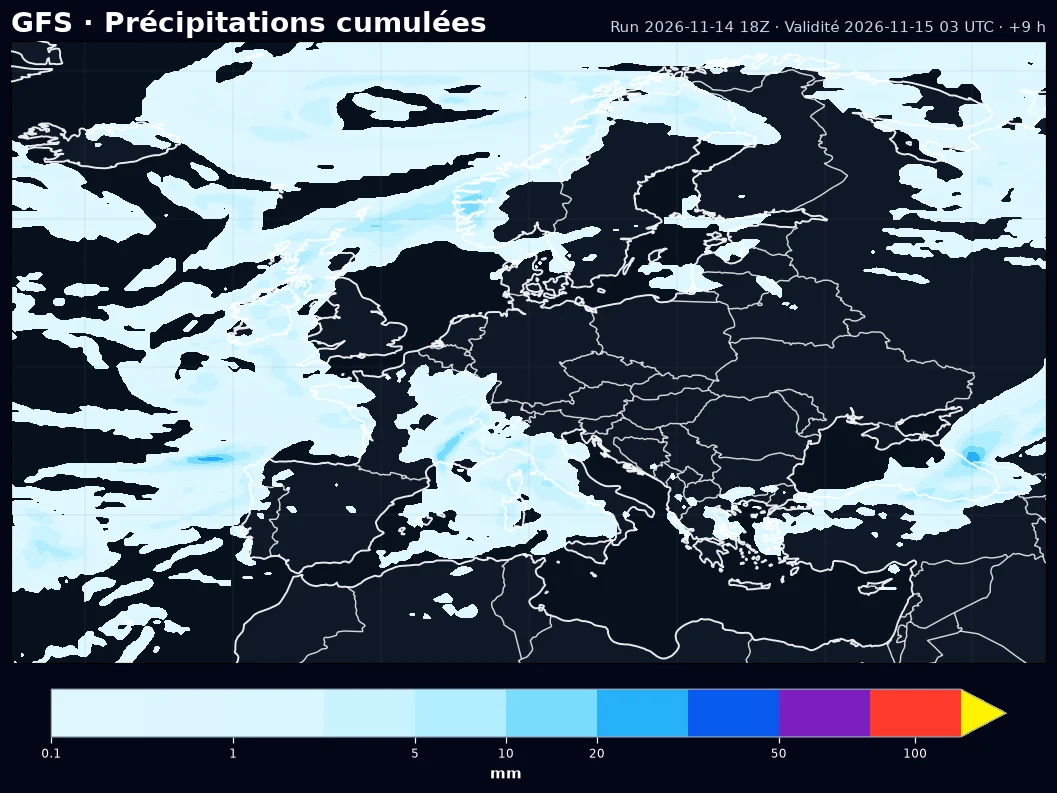 GFS · Précipitations cumulées
Run 2026-11-14 18Z · Validité 2026-11-15 03 UTC · +9 h
0.1 1 5 10 20 50 100
mm